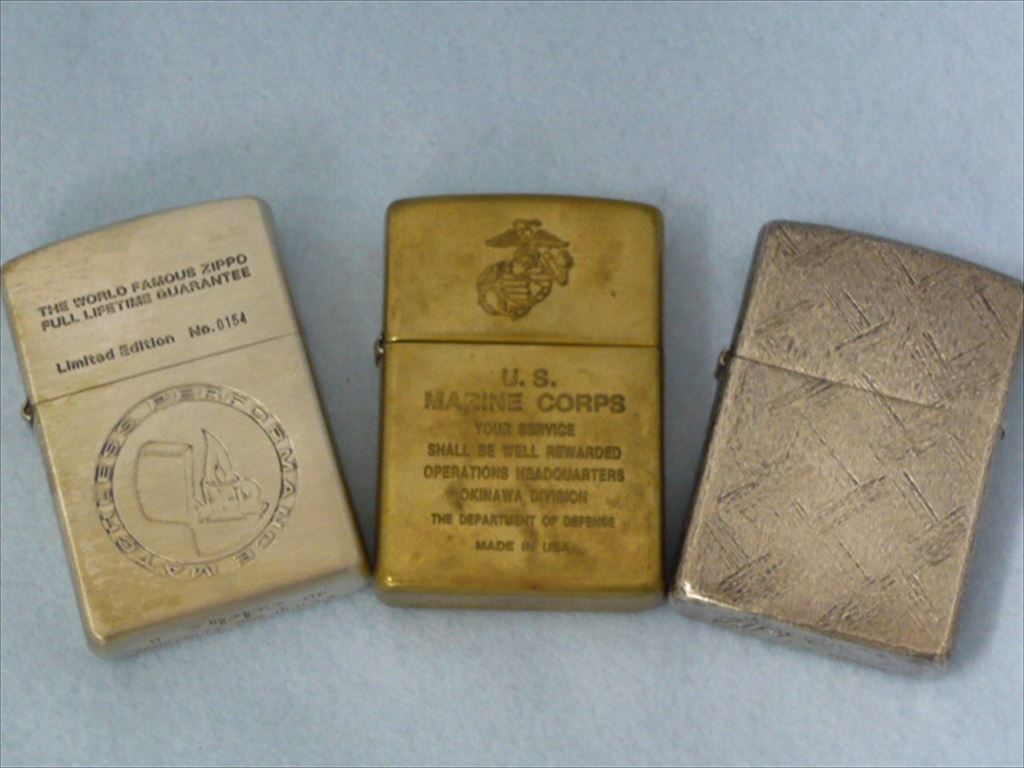 THE WORLD FAMOUS ZIPPO
FULL LIFETIME GUARANTEE
Limited Edition No. 0154
MATCHLESS PERFORMANCE
U. S.
MARINE CORPS
YOUR SERVICE
SHALL BE WELL REWARDED
OPERATIONS HEADQUARTERS
OKINAWA DIVISION
THE DEPARTMENT OF DEFENSE
MADE IN USA